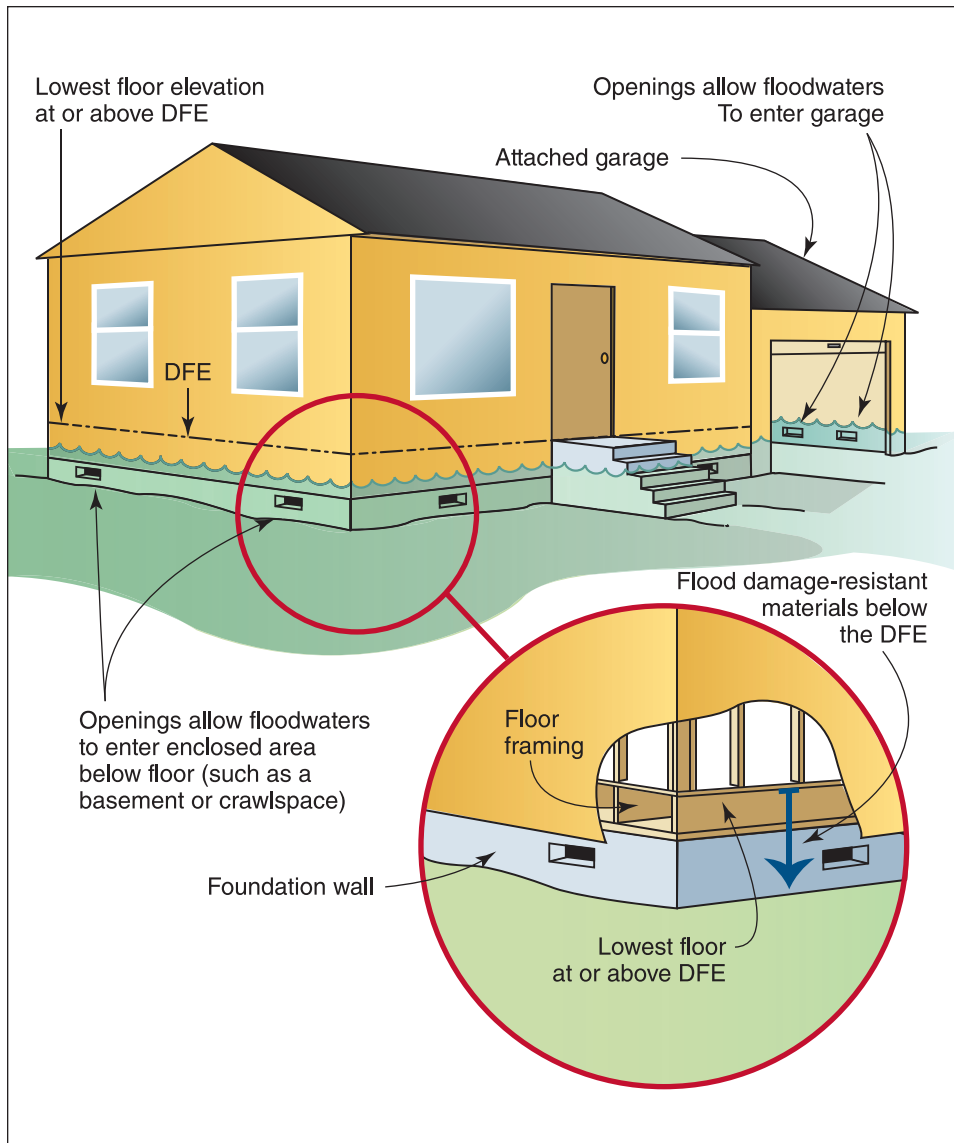 Lowest floor elevation
at or above DFE
Openings allow floodwaters
To enter garage
Attached garage
DFE
Flood damage-resistant
materials below
the DFE
Openings allow floodwaters
to enter enclosed area
below floor (such as a
basement or crawlspace)
Floor
framing
Foundation wall
Lowest floor
at or above DFE